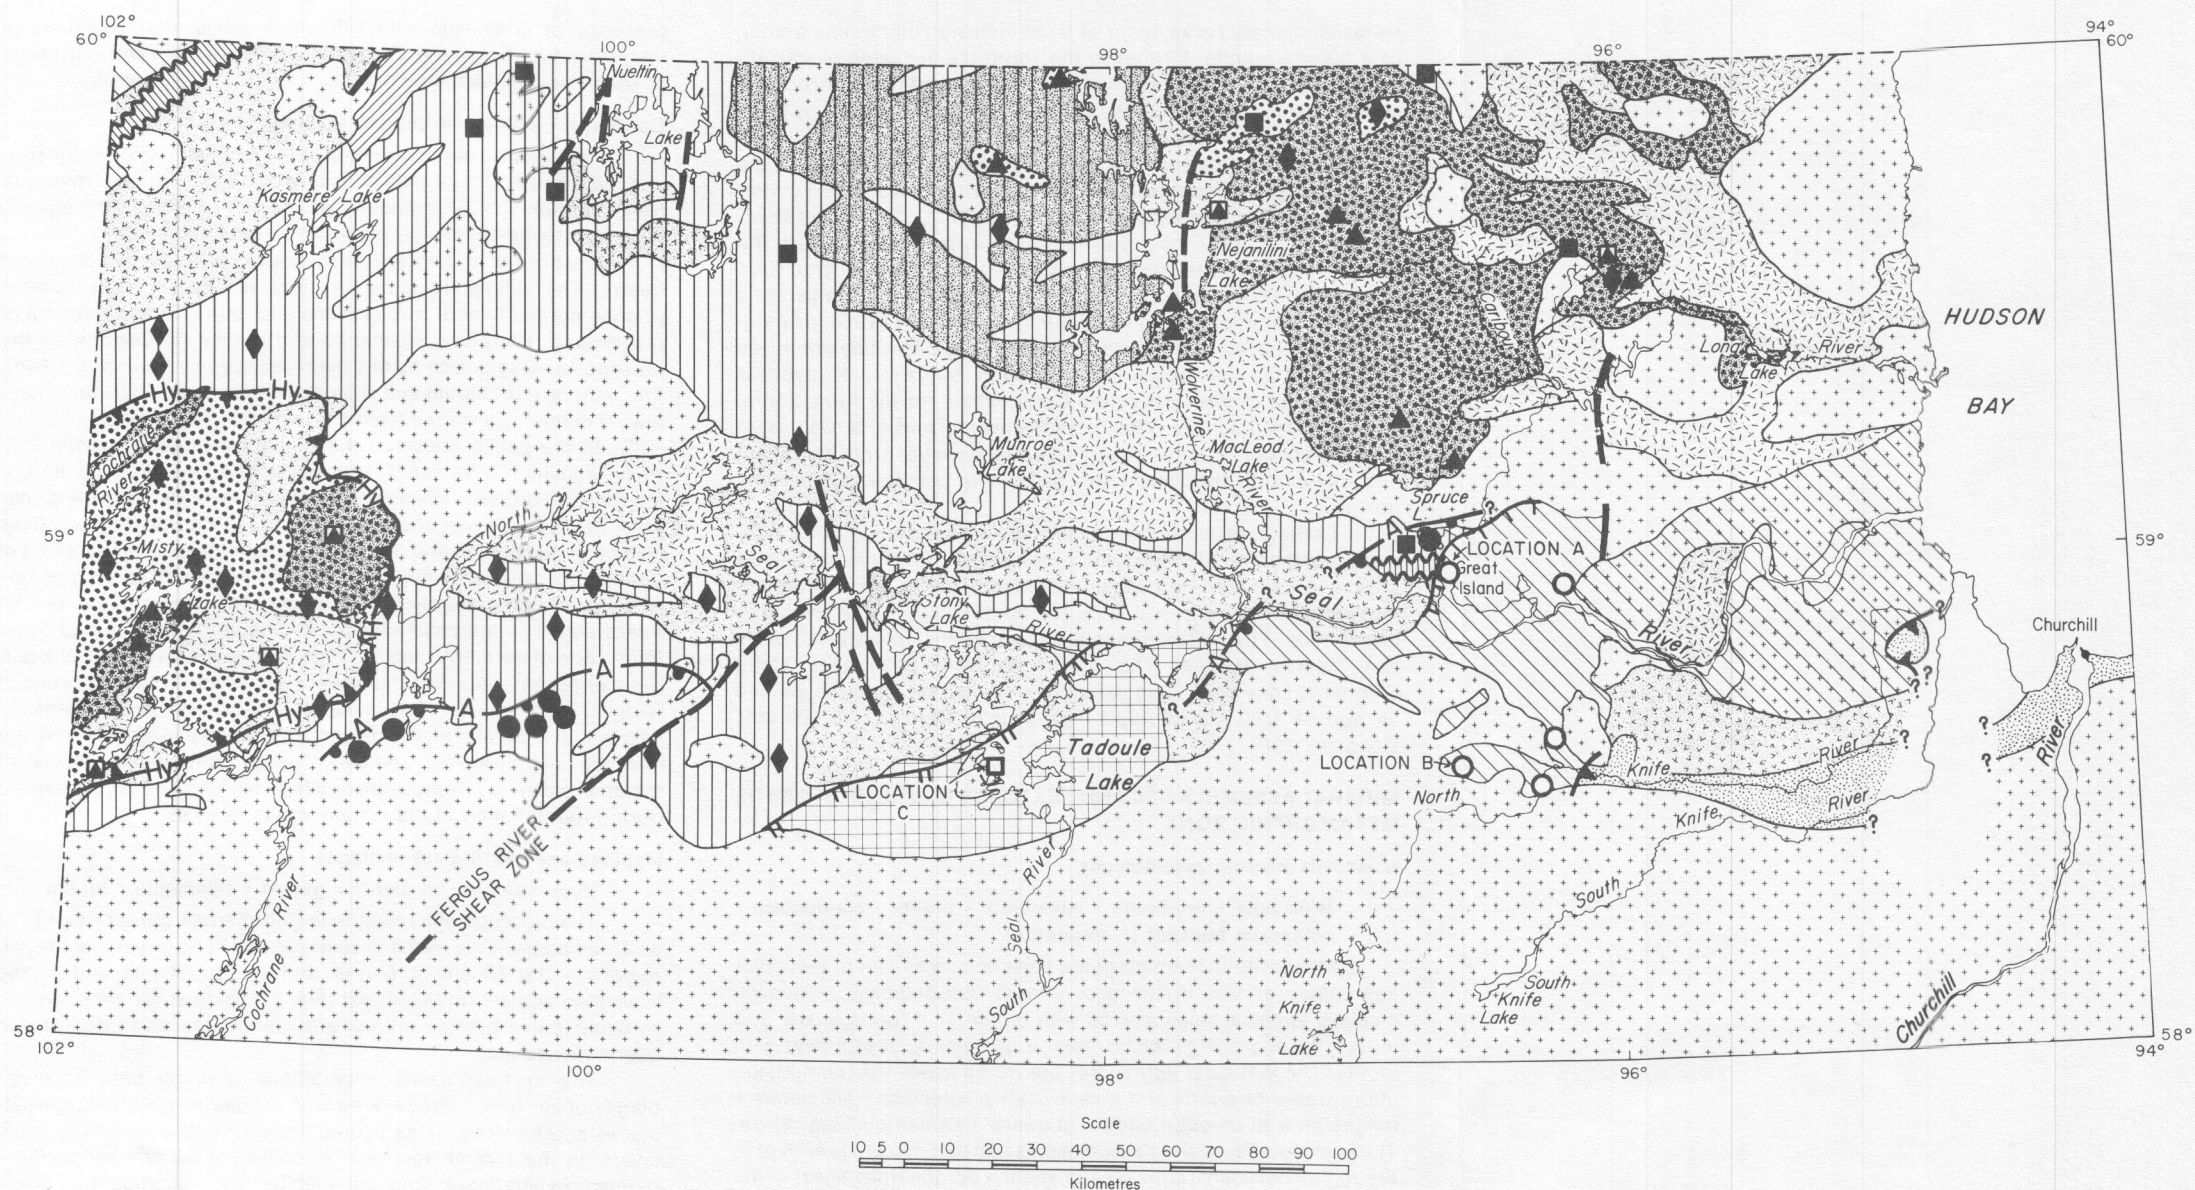 102°
60°
100°
98°
96°
94°
60°
Nueltin
Lake
Kasmere Lake
Nejanilini
Lake
Caribou
HUDSON
BAY
Long
Lake
River
Wolverine
River
Hy
Hy
Cochrane
River
Munroe
Lake
MacLeod
Lake
Spruce
L.
?
A
Hy
North
Seal
59°
59°
Misty
Lake
LOCATION A
Great
Island
?
?
Seal
River
Stony
Lake
River
H
Churchill
?
A
A
A
Hy
Hy
?
?
?
?
?
?
?
Tadoule
Lake
LOCATION
C
LOCATION B
River
Knife
River
North
Knife
?
River
FERGUS RIVER
SHEAR ZONE
River
Seal
South
River
Cochrane
South
North
Knife
Lake
South
Knife
Lake
Churchill
58°
102°
100°
98°
96°
58°
94°
Scale
10 5 0 10 20 30 40 50 60 70 80 90 100
Kilometres